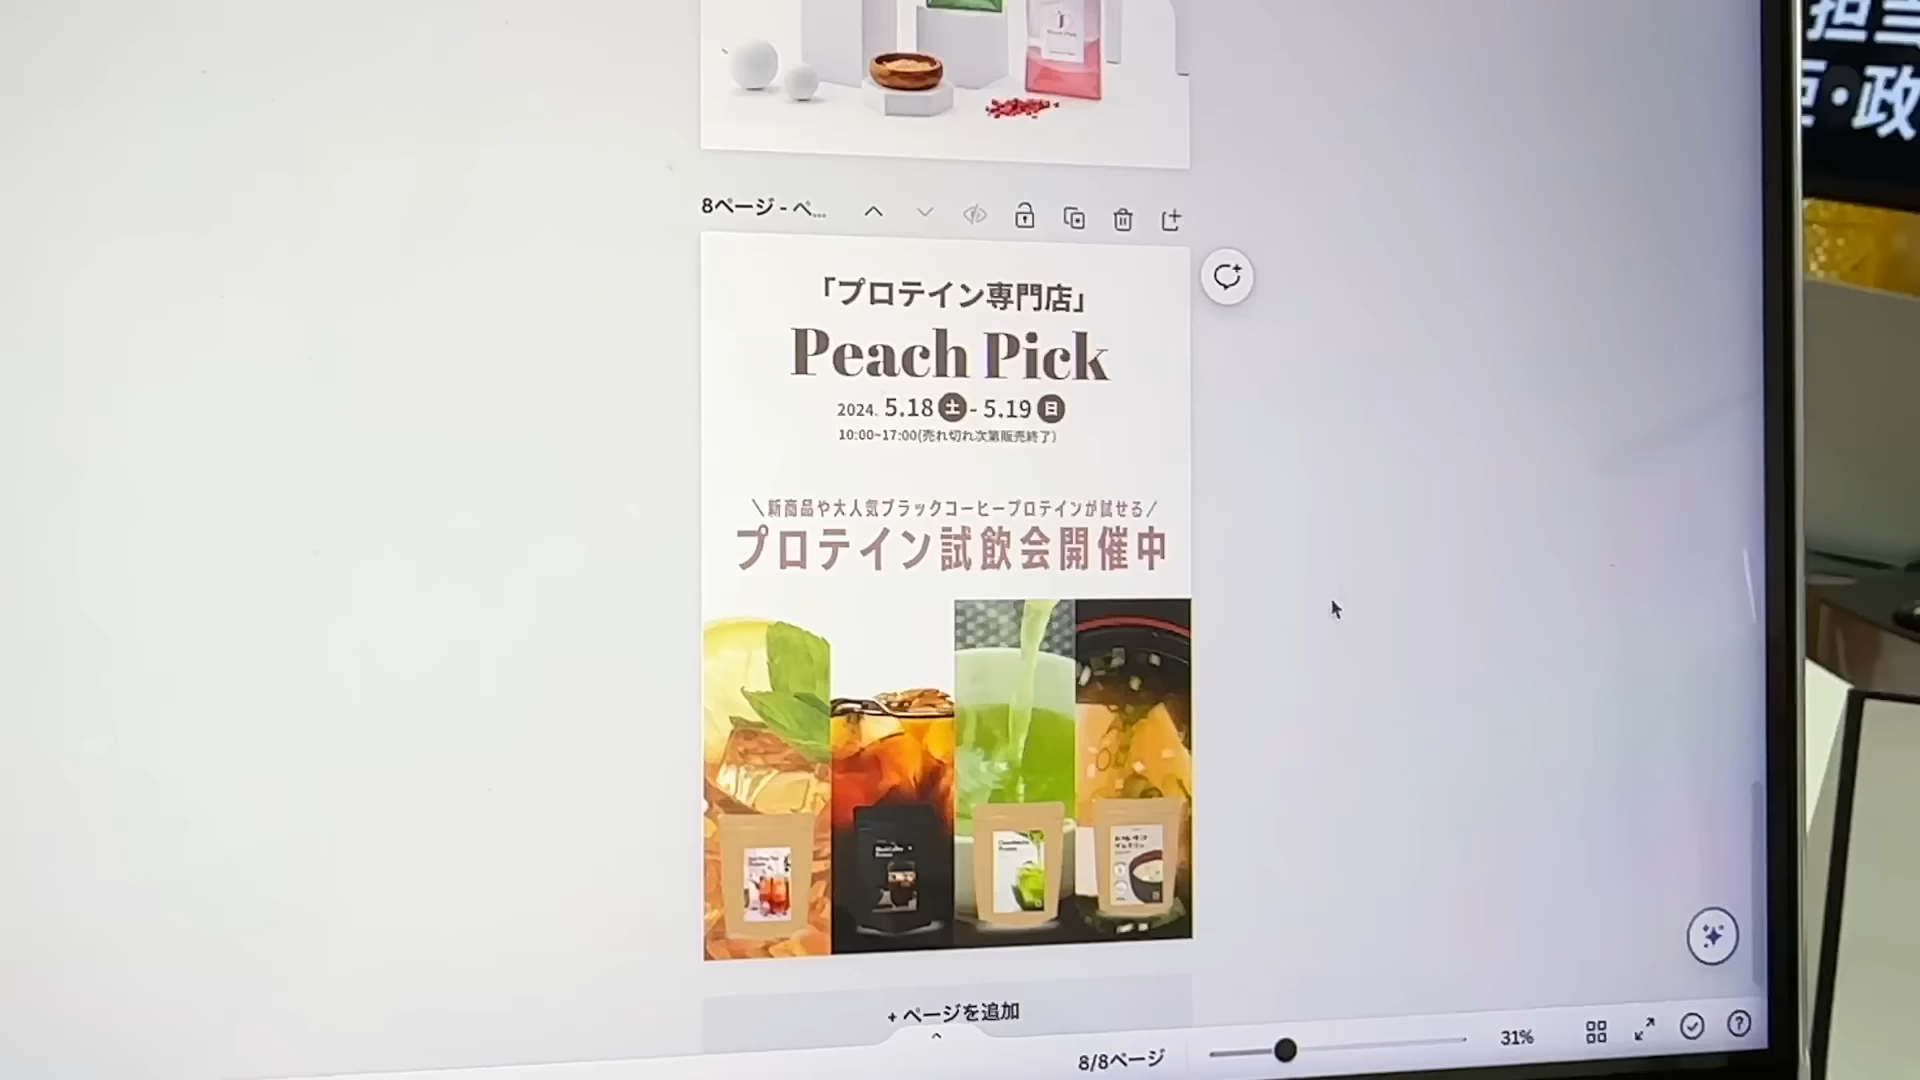 担当
・政
8ページ - ペ...
「プロテイン専門店」
Peach Pick
2024. 5.18 土 - 5.19 日
10:00~17:00(売れ切れ次第販売終了)
＼新商品や大人気ブラックコーヒープロテインが試せる／
プロテイン試飲会開催中
+ ページを追加
8/8ページ
31%